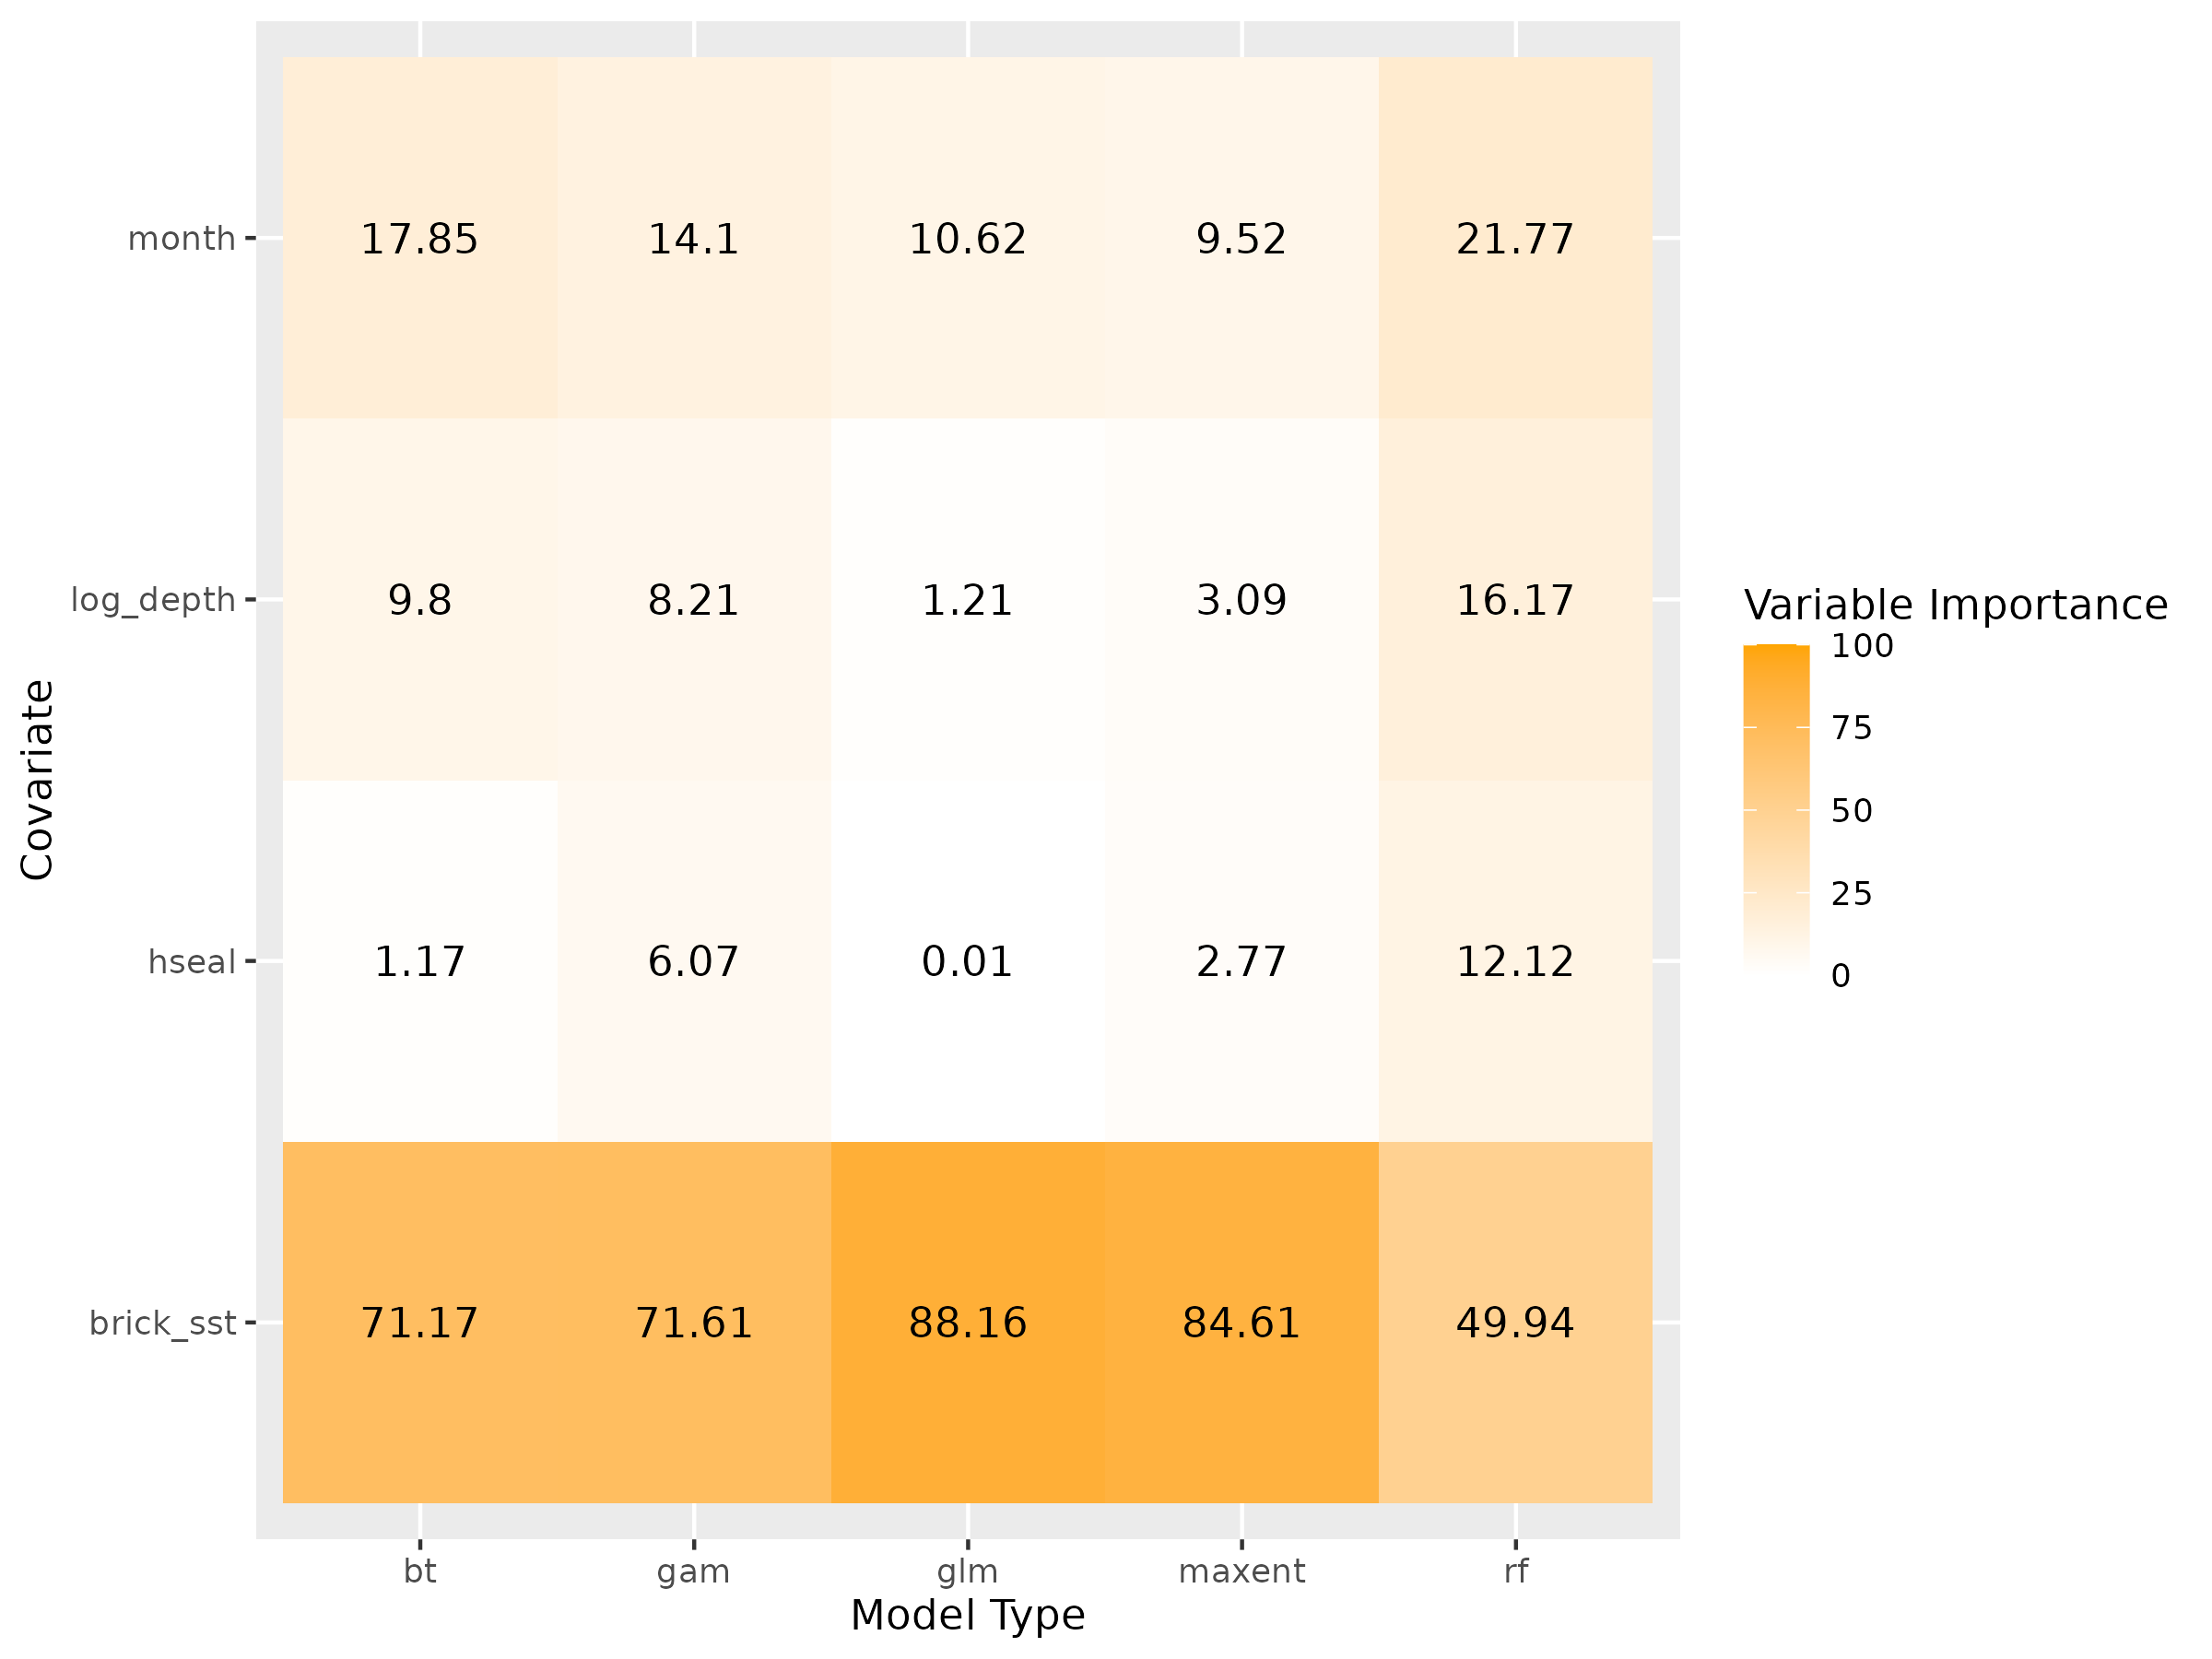 month
17.85 14.1 10.62 9.52 21.77
log_depth
9.8 8.21 1.21 3.09 16.17
hseal
1.17 6.07 0.01 2.77 12.12
brick_sst
71.17 71.61 88.16 84.61 49.94
Covariate
bt gam glm maxent rf
Model Type
Variable Importance
100
75
50
25
0